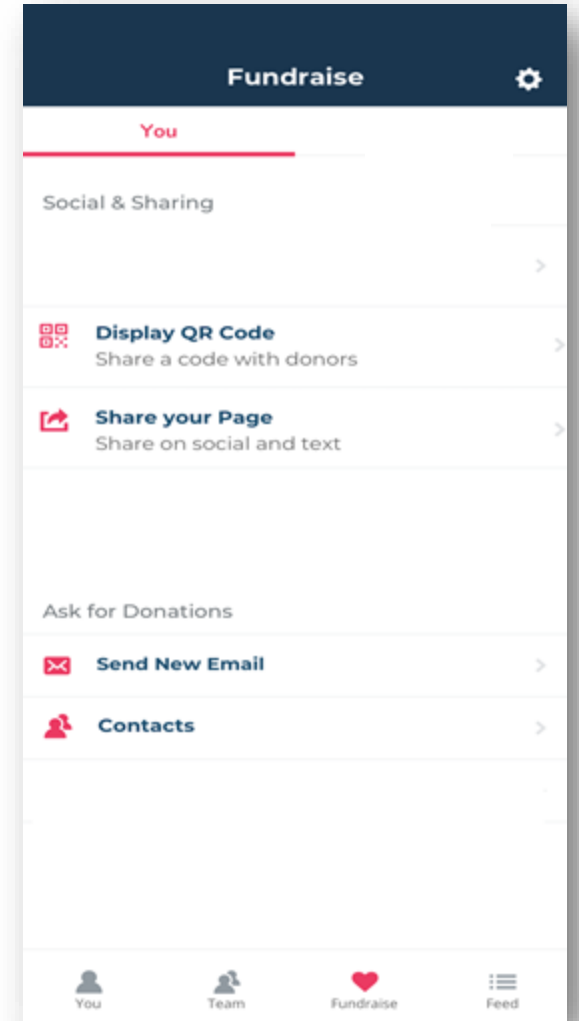 Fundraise
You
Social & Sharing
Display QR Code
Share a code with donors
Share your Page
Share on social and text
Ask for Donations
Send New Email
Contacts
You Team Fundraise Feed